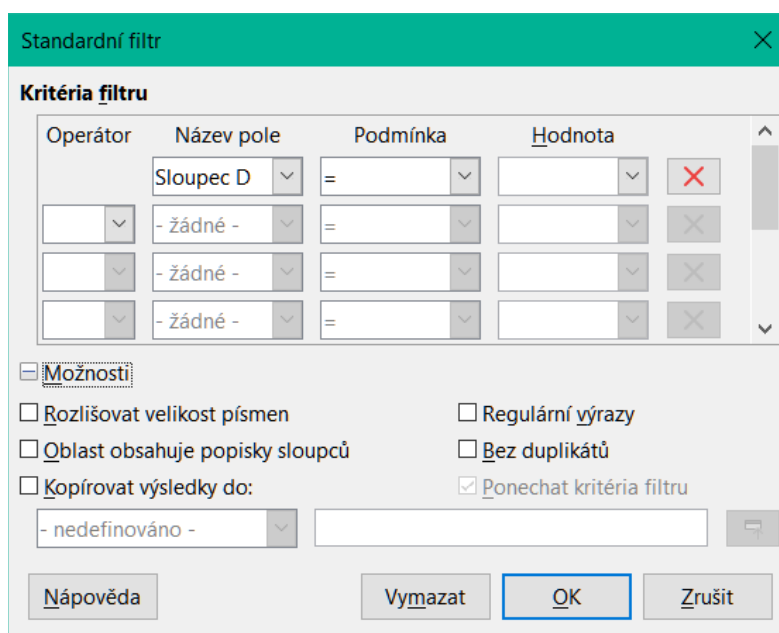 Standardní filtr
Kritéria filtru
Operátor Název pole Podmínka Hodnota
Sloupec D =
- žádné - =
- žádné - =
- žádné - =
Možnosti
Rozlišovat velikost písmen Regulární výrazy
Oblast obsahuje popisky sloupců Bez duplikátů
Kopírovat výsledky do: Ponechat kritéria filtru
- nedefinováno -
Nápověda Vymazat OK Zrušit